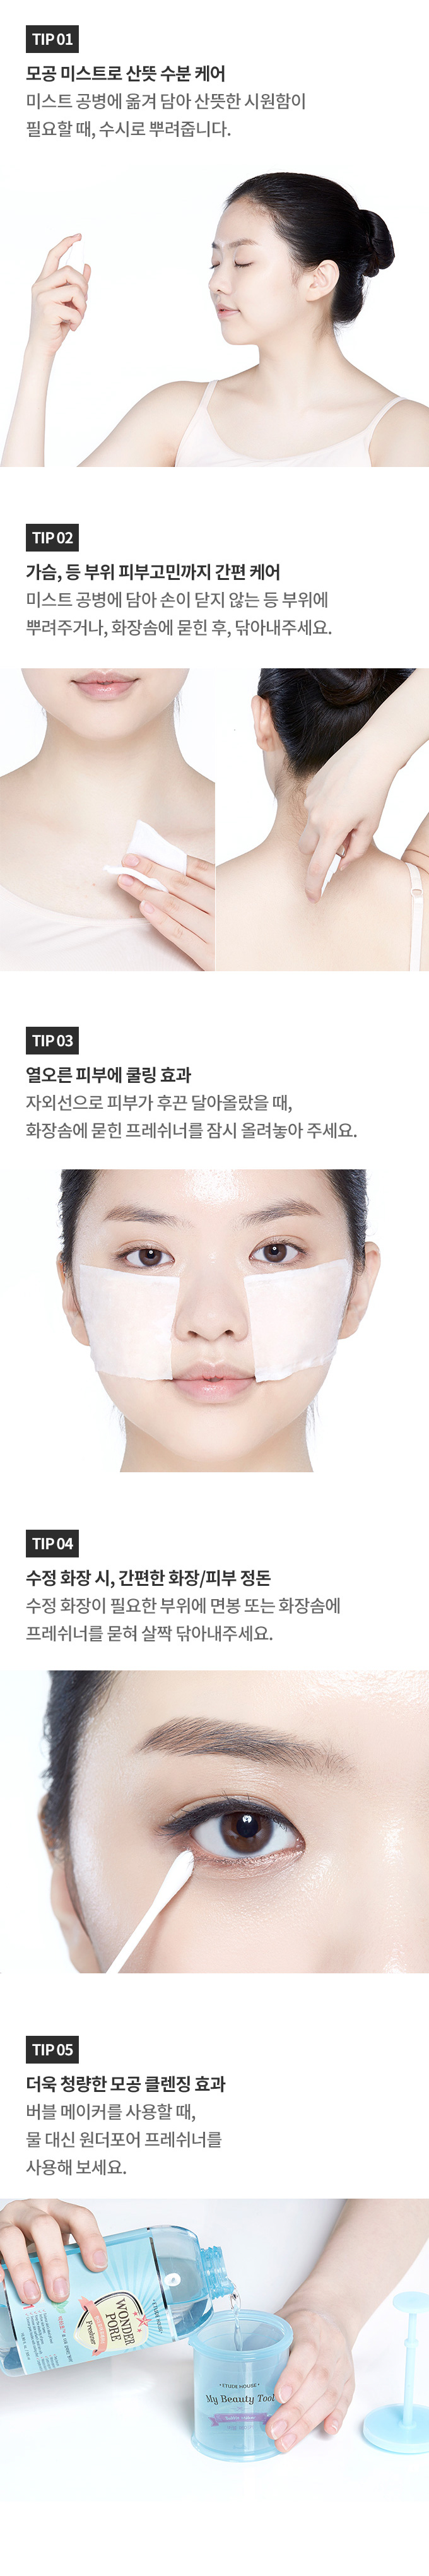 TIP 01
모공 미스트로 산뜻 수분 케어
미스트 공병에 옮겨 담아 산뜻한 시원함이
필요할 때, 수시로 뿌려줍니다.
TIP 02
가슴, 등 부위 피부고민까지 간편 케어
미스트 공병에 담아 손이 닫지 않는 등 부위에
뿌려주거나, 화장솜에 묻힌 후, 닦아내주세요.
TIP 03
열오른 피부에 쿨링 효과
자외선으로 피부가 후끈 달아올랐을 때,
화장솜에 묻힌 프레쉬너를 잠시 올려놓아 주세요.
TIP 04
수정 화장 시, 간편한 화장/피부 정돈
수정 화장이 필요한 부위에 면봉 또는 화장솜에
프레쉬너를 묻혀 살짝 닦아내주세요.
TIP 05
더욱 청량한 모공 클렌징 효과
버블 메이커를 사용할 때,
물 대신 원더포어 프레쉬너를
사용해 보세요.
WONDER
PORE
Freshner
ETUDE HOUSE
My Beauty Tool